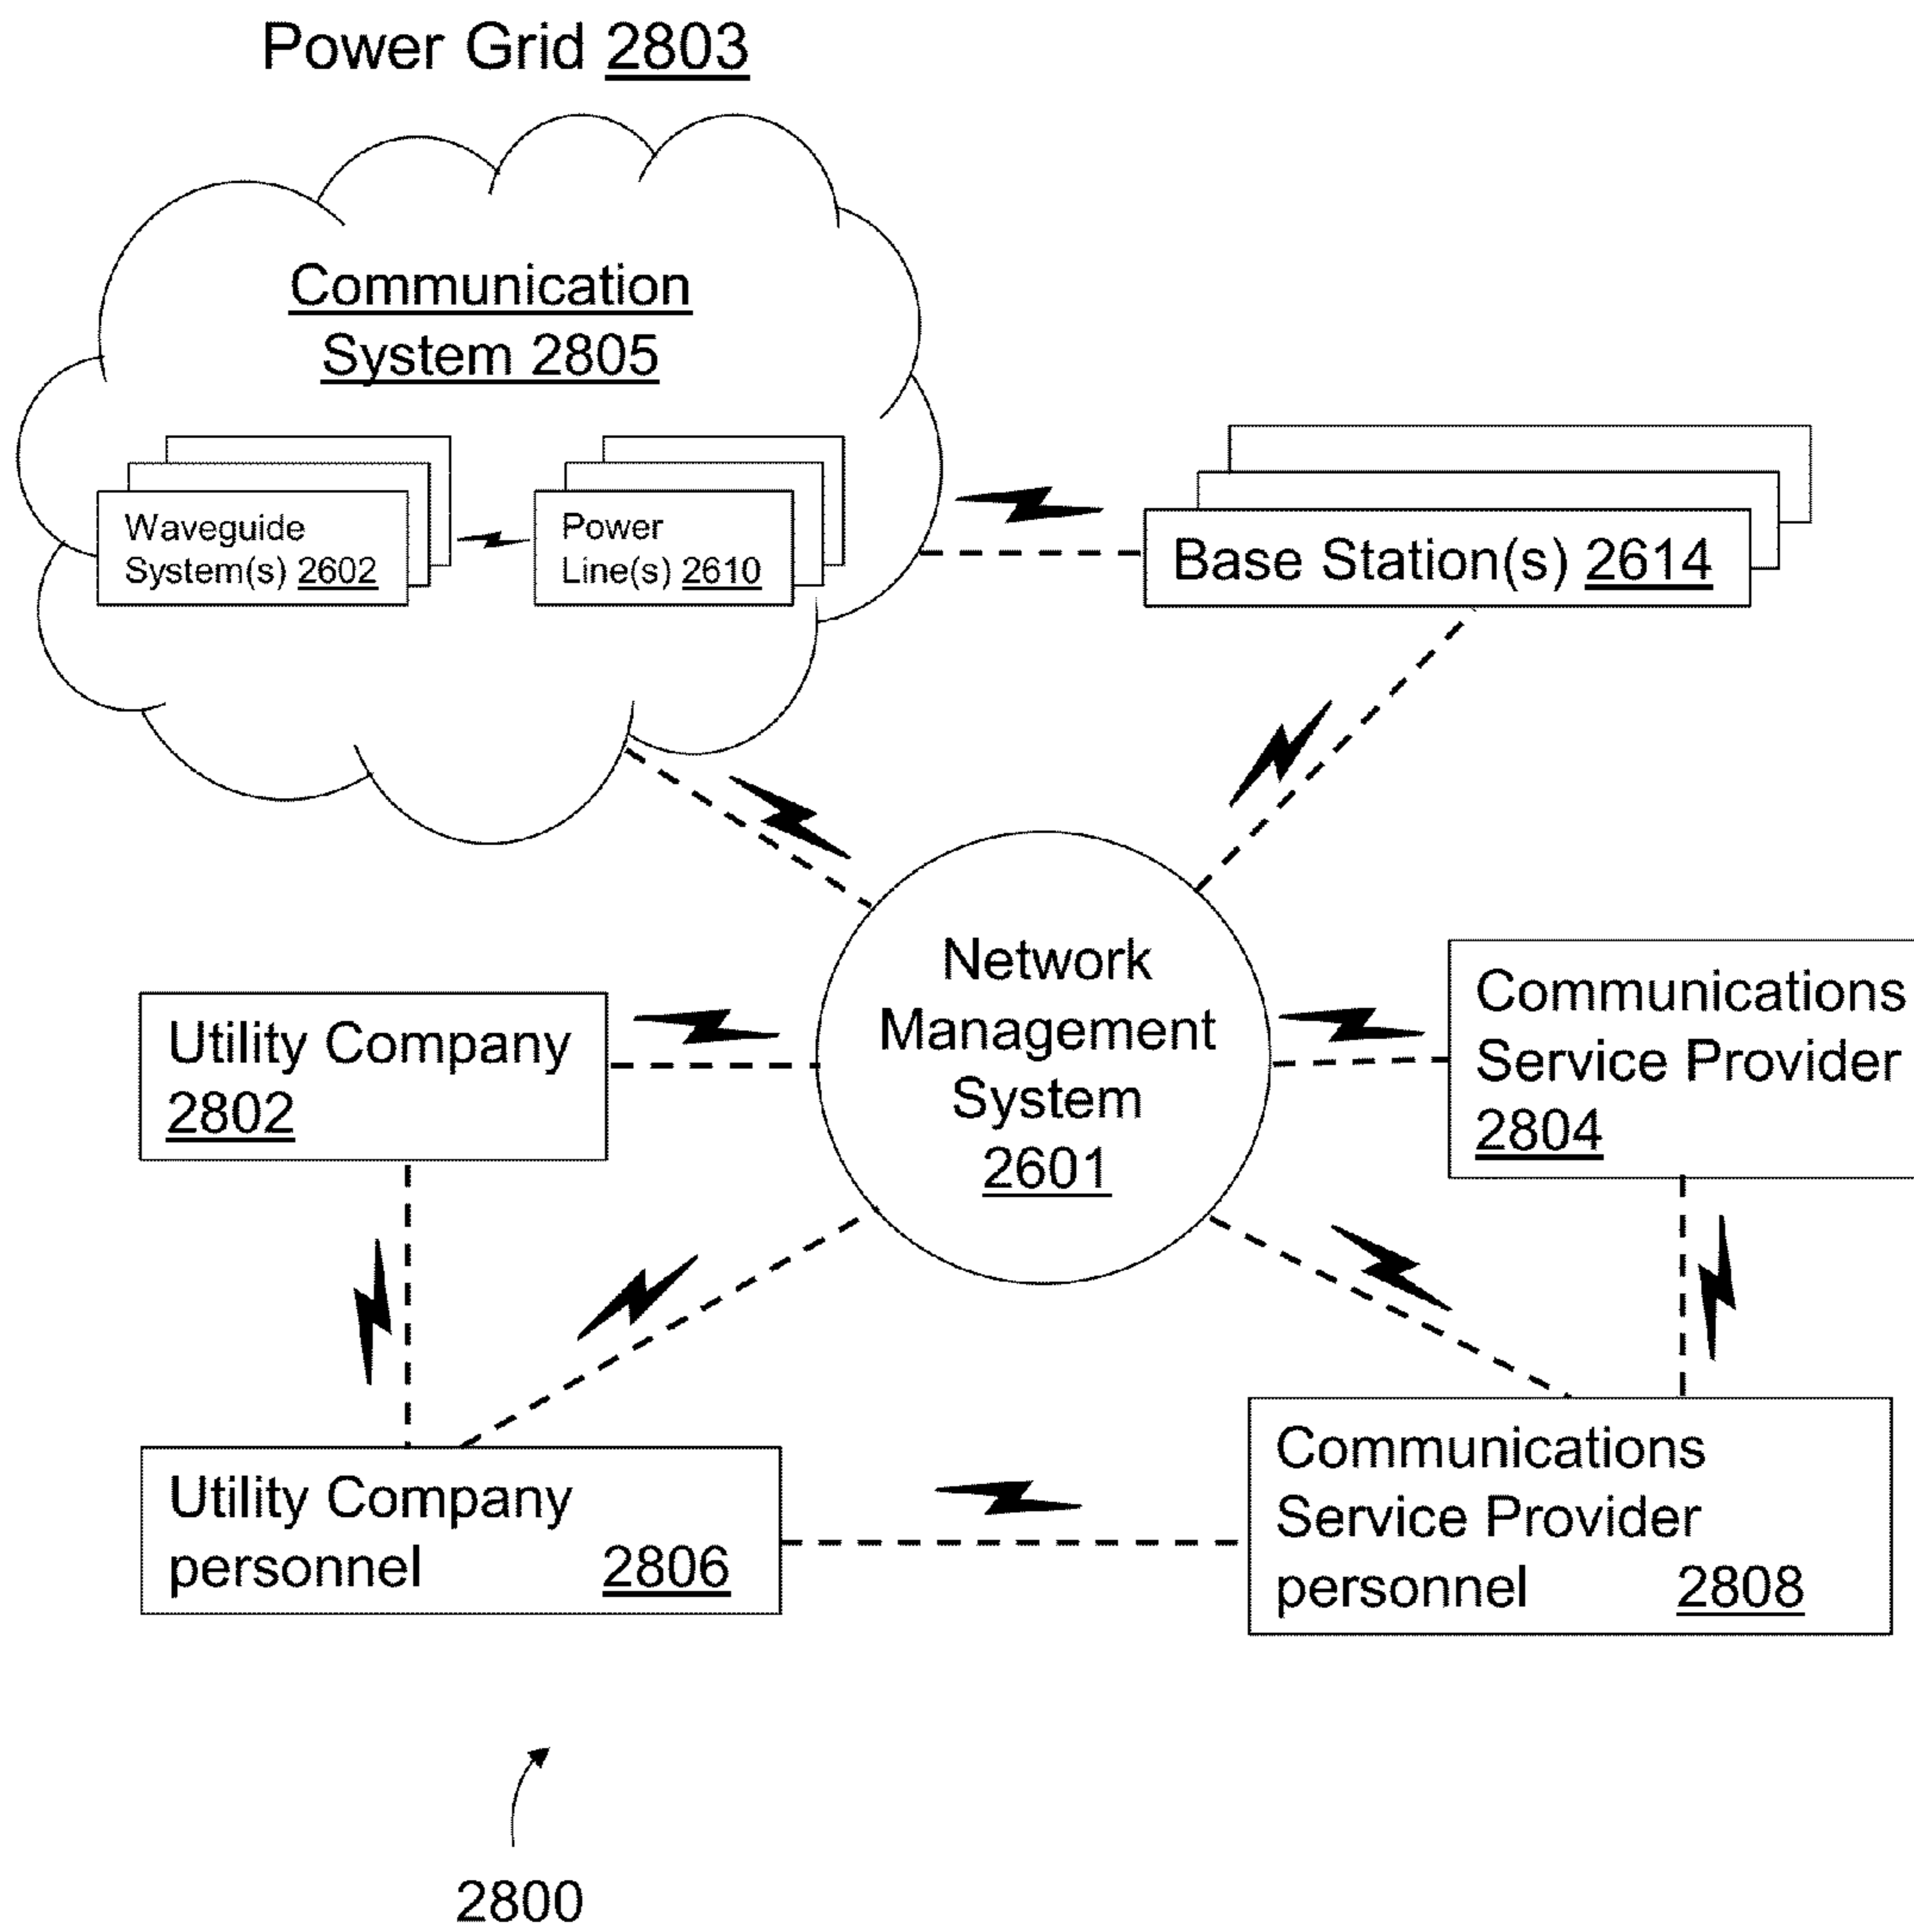 Power Grid 2803
Communication
System 2805
Waveguide
System(s) 2602
Power
Line(s) 2610
Base Station(s) 2614
Network
Management
System
2601
Utility Company
2802
Communications
Service Provider
2804
Utility Company
personnel 2806
Communications
Service Provider
personnel 2808
2800